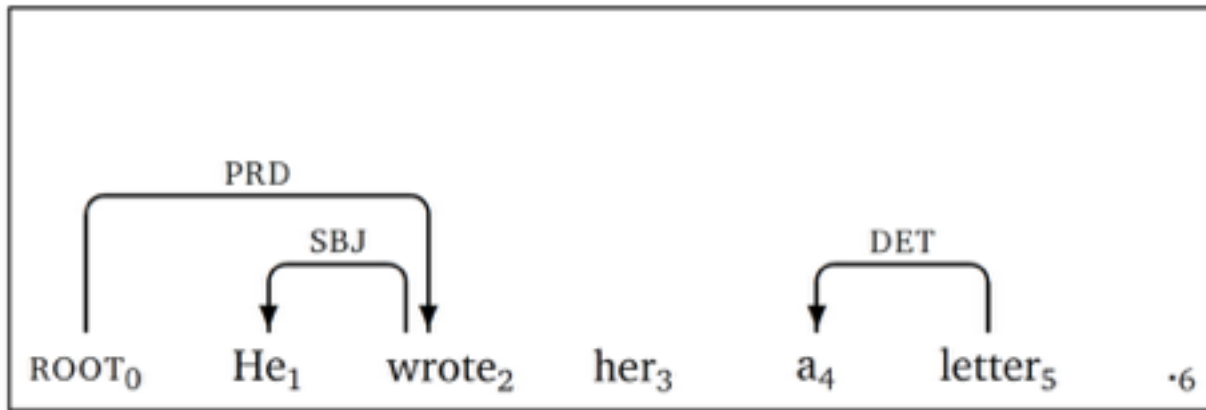 PRD
SBJ DET
ROOT₀ He₁ wrote₂ her₃ a₄ letter₅ .₆